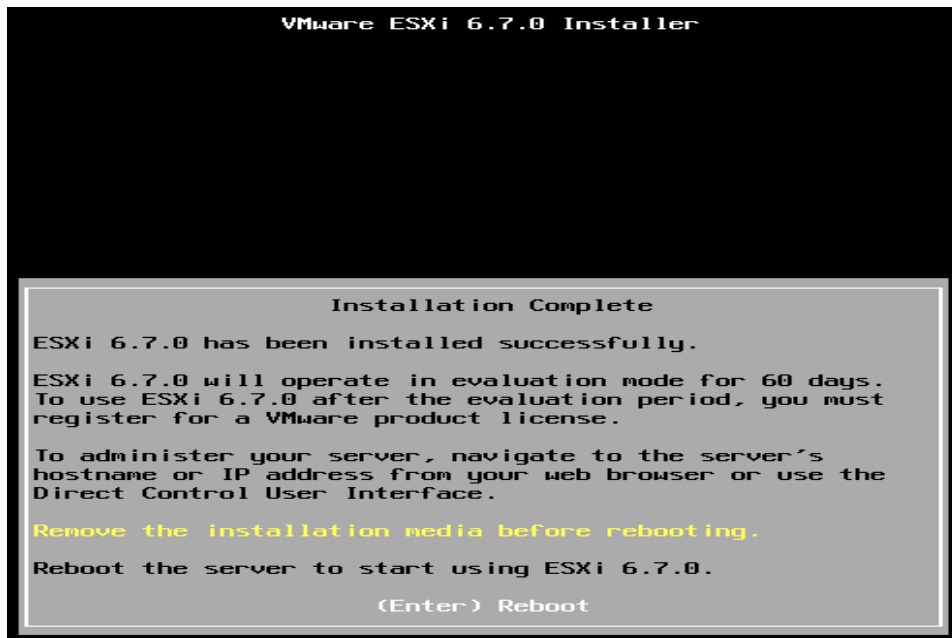 VMware ESXi 6.7.0 Installer
Installation Complete
ESXi 6.7.0 has been installed successfully.
ESXi 6.7.0 will operate in evaluation mode for 60 days.
To use ESXi 6.7.0 after the evaluation period, you must
register for a VMware product license.
To administer your server, navigate to the server's
hostname or IP address from your web browser or use the
Direct Control User Interface.
Remove the installation media before rebooting.
Reboot the server to start using ESXi 6.7.0.
(Enter) Reboot